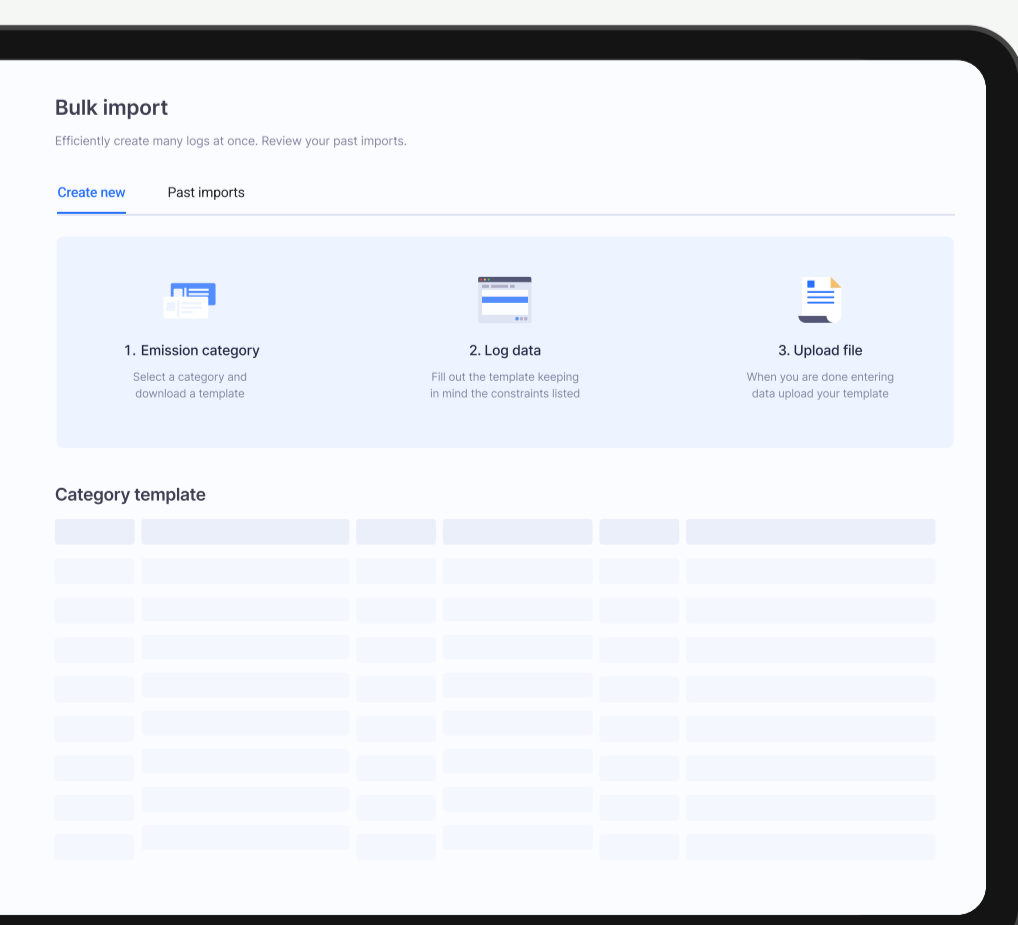 Bulk import
Efficiently create many logs at once. Review your past imports.
Create new
Past imports
1. Emission category
Select a category and
download a template
2. Log data
Fill out the template keeping
in mind the constraints listed
3. Upload file
When you are done entering
data upload your template
Category template